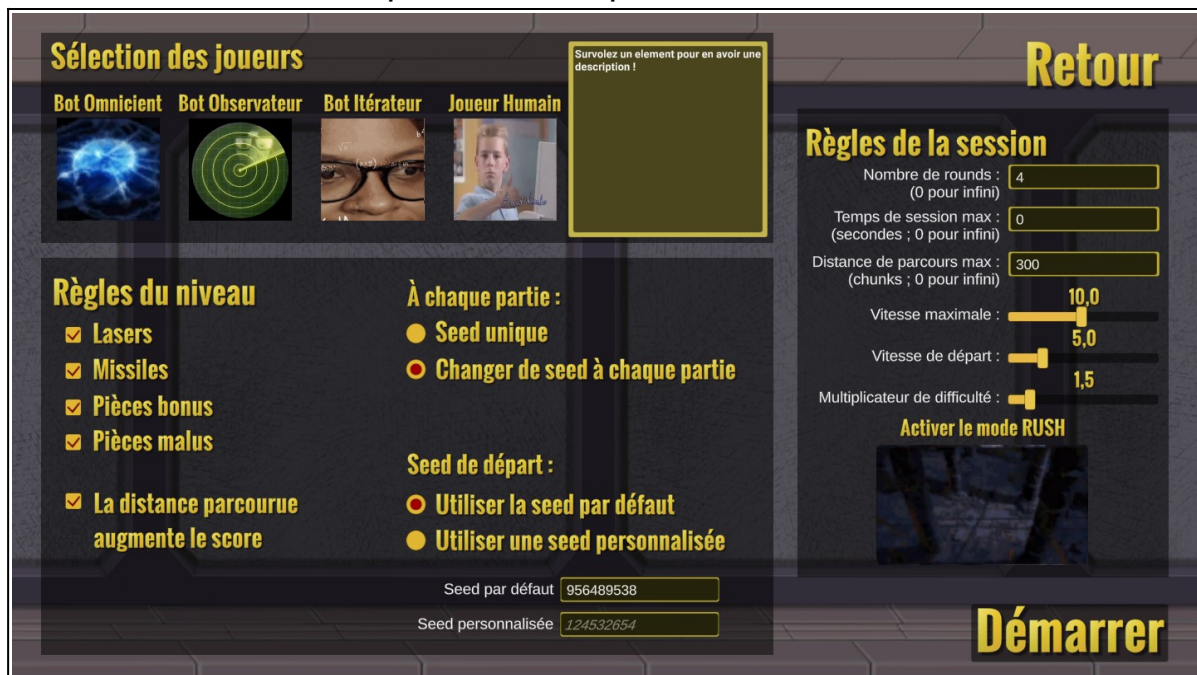 Sélection des joueurs
Bot Omnicient
Bot Observateur
Bot Itérateur
Joueur Humain
Survolez un element pour en avoir une
description !
Retour
Règles du niveau
Lasers
Missiles
Pièces bonus
Pièces malus
La distance parcourue
augmente le score
À chaque partie :
Seed unique
Changer de seed à chaque partie
Seed de départ :
Utiliser la seed par défaut
Utiliser une seed personnalisée
Seed par défaut 956489538
Seed personnalisée 124532654
Règles de la session
Nombre de rounds : 4
(0 pour infini)
Temps de session max : 0
(secondes ; 0 pour infini)
Distance de parcours max : 300
(chunks ; 0 pour infini)
10,0
Vitesse maximale :
5,0
Vitesse de départ :
1,5
Multiplicateur de difficulté :
Activer le mode RUSH
Démarrer